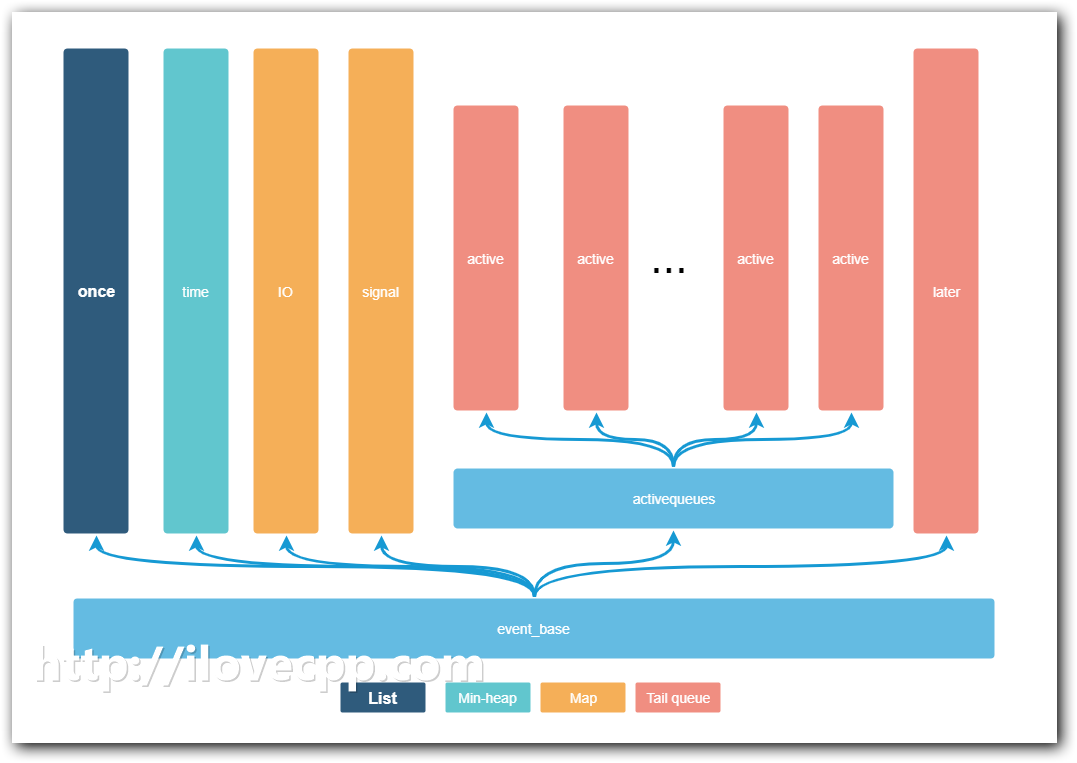 once
time
IO
signal
active
active
...
active
active
later
activequeues
event_base
http://ilovecpp.com
List
Min-heap
Map
Tail queue